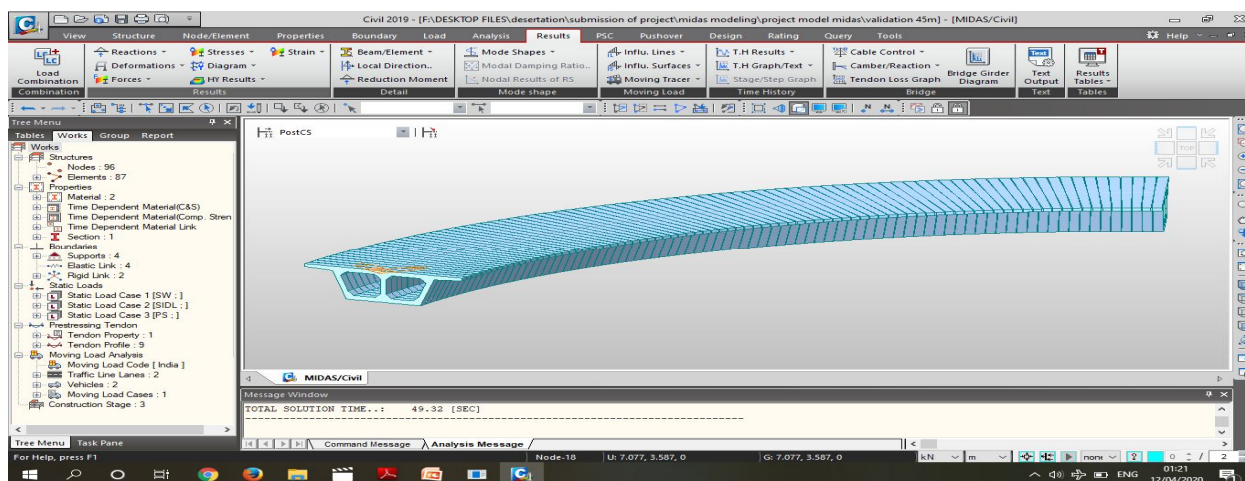 Civil 2019 - [F:\DESKTOP FILES\desertation\submission of project\midas modeling\project model midas\validation 45m] - [MIDAS/Civil]
View Structure Node/Element Properties Boundary Load Analysis Results PSC Pushover Design Rating Query Tools Help
Reactions Stresses Strain Beam/Element Mode Shapes Influ. Lines T.H Results Cable Control
Deformations Diagram Local Direction.. Modal Damping Ratio.. Influ. Surfaces T.H Graph/Text Camber/Reaction
Forces HY Results Reduction Moment Nodal Results of RS Moving Tracer Stage/Step Graph Tendon Loss Graph
Load Combination
Bridge Girder Diagram
Text Output
Results Tables
Combination Results Detail Mode shape Moving Load Time History Bridge Text Tables
Tree Menu
Tables Works Group Report
Works
Structures
Nodes : 96
Elements : 87
Properties
Material : 2
Time Dependent Material(C&S)
Time Dependent Material(Comp. Stren
Time Dependent Material Link
Section : 1
Boundaries
Supports : 4
Elastic Link : 4
Rigid Link : 2
Static Loads
Static Load Case 1 [SW ; ]
Static Load Case 2 [SIDL ; ]
Static Load Case 3 [PS ; ]
Prestressing Tendon
Tendon Property : 1
Tendon Profile : 9
Moving Load Analysis
Moving Load Code [ India ]
Traffic Line Lanes : 2
Vehicles : 2
Moving Load Cases : 1
Construction Stage : 3
Tree Menu Task Pane
PostCS
TOP
MIDAS/Civil
Message Window
TOTAL SOLUTION TIME..: 49.32 [SEC]
Command Message Analysis Message
For Help, press F1
Node-18 U: 7.077, 3.587, 0 G: 7.077, 3.587, 0 kN m 0 / 2
ENG
01:21
12/04/2020